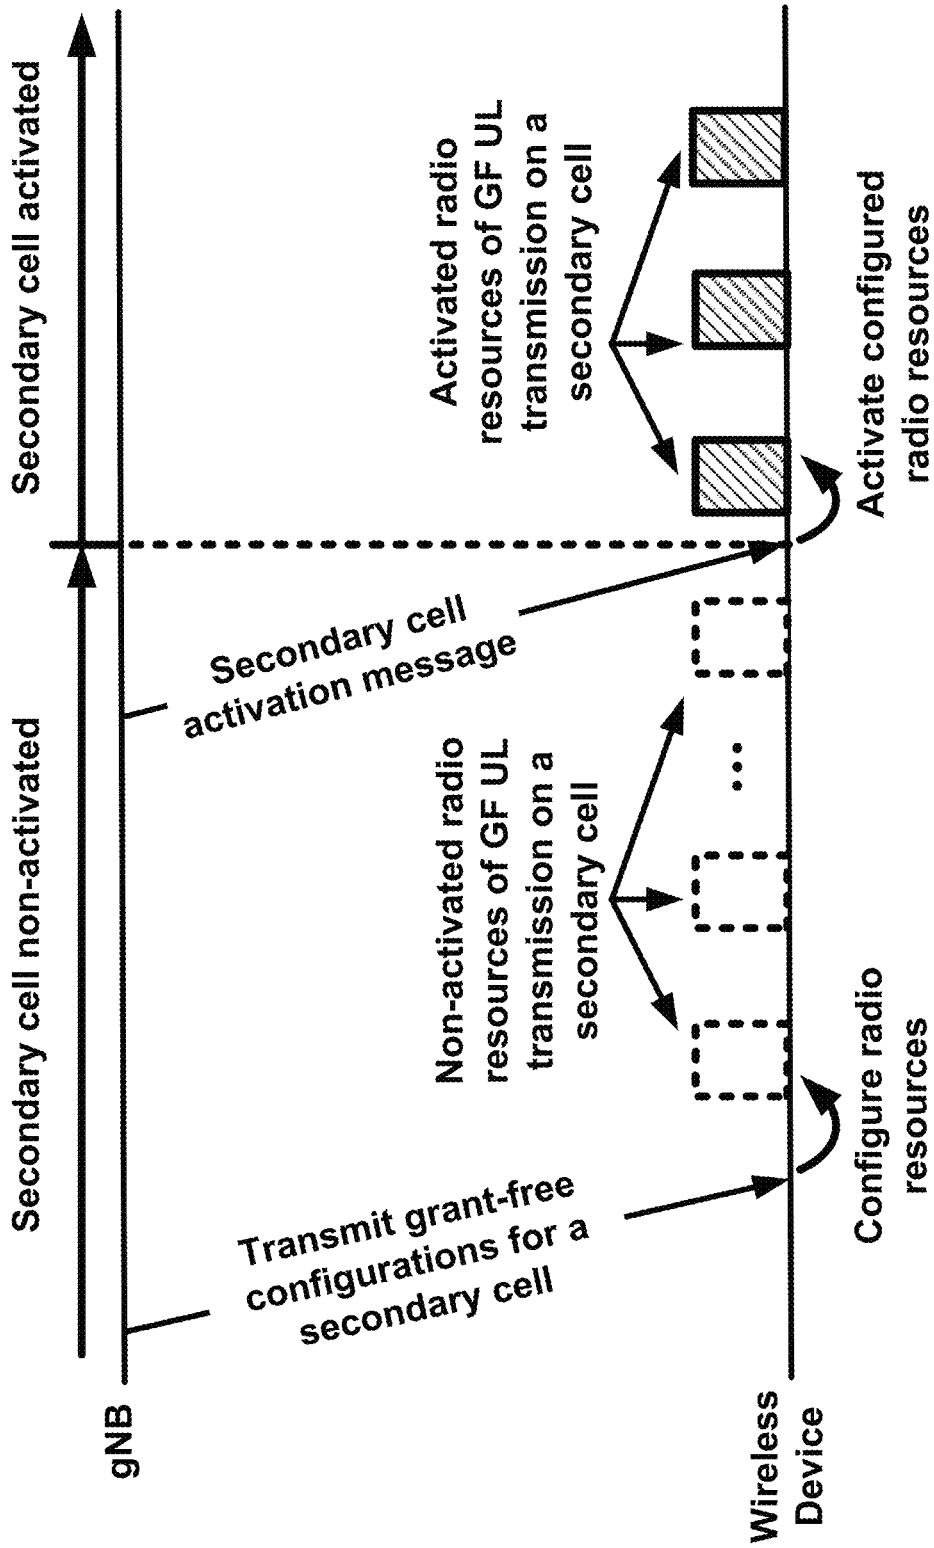 Secondary cell non-activated
Secondary cell activated
gNB
Transmit grant-free
configurations for a
secondary cell
Secondary cell
activation message
Non-activated radio
resources of GF UL
transmission on a
secondary cell
Activated radio
resources of GF UL
transmission on a
secondary cell
...
Wireless
Device
Configure radio
resources
Activate configured
radio resources